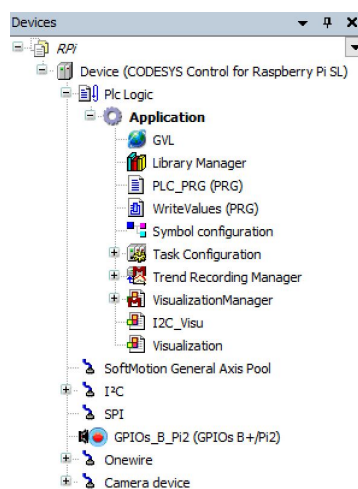 Devices
RPi
Device (CODESYS Control for Raspberry Pi SL)
Plc Logic
Application
GVL
Library Manager
PLC_PRG (PRG)
WriteValues (PRG)
Symbol configuration
Task Configuration
Trend Recording Manager
VisualizationManager
I2C_Visu
Visualization
SoftMotion General Axis Pool
I²C
SPI
GPIOs_B_Pi2 (GPIOs B+/Pi2)
Onewire
Camera device